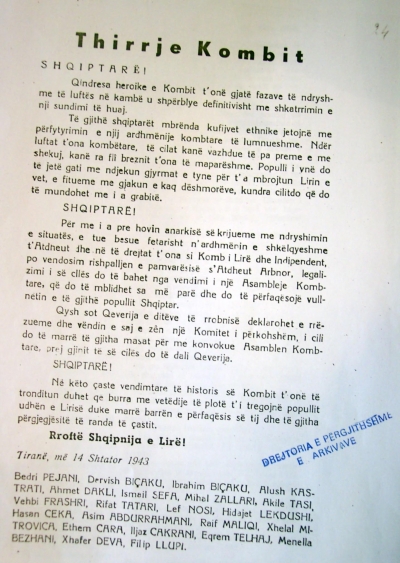 24
Thirrje Kombit
SHQIPTARË!
Qindresa heroike e Kombit t'onë gjatë fazave të ndrysh-
me të luftës në kambë u shpërblye definitivisht me shkatrrimin e
nji sundimi të huaj.
Të gjithë shqiptarët mbrënda kufijvet ethnike jetojnë me
përfytyrimin e njij ardhmënije kombtare të lumnueshme. Ndër
luftat t'ona kombëtare, të cilat kanë vazhdue të pa preme e me
shekuj, kanë ra fli breznit t'ona të maparëshme. Populli i ynë do
te jetë gati me ndjekun gjyrmat e tyne për t'a mbrojtun Lirin e
vet, e fitueme me gjakun e kaq dëshmorëve, kundra cilitdo që do
të mundohet me i a grabitë.
SHQIPTARË!
Për me i a pre hovin anarkisë së krijueme me ndryshimin
e situatës, e tue besue fetarisht n'ardhmënin e shkëlqyeshme
t'Atdheut dhe në të drejtat t'ona si Komb i Lirë dhe Indipendent,
po vendosim rishpalljen e pamvarësisë s'Atdheut Arbnor, legali-
zimi i së cilës do të bahet nga vendimi i një Asambleje Komb-
tare, që do të mblidhet sa më parë dhe do të përfaqësojë vull-
netin e të gjithë popullit Shqiptar.
Qysh sot Qeverija e ditëve të rrobnisë deklarohet e rrë-
zueme dhe vëndin e saj e zën një Komitet i përkohshëm, i cili
do të marrë të gjitha masat për me konvokue Asamblen Komb-
tare, prej gjinit të së cilës do të dali Qeverija.
SHQIPTARË!
Në këto çaste vendimtare të historis së Kombit t'onë të
tronditun duhet qe burra me vetëdije të plotë t'i tregojnë popullit
udhën e Lirisë duke marrë barrën e përfaqësis së tij dhe të gjitha
përgjegjësitë të randa të çastit.
Rroftë Shqipnija e Lirë!
Tiranë, më 14 Shtator 1943
DREJTORIA E PËRGJITHSHME
E ARKIVAVE
Bedri PEJANI, Dervish BIÇAKU, Ibrahim BIÇAKU, Alush KAS-
TRATI, Ahmet DAKLI, Ismeil SEFA, Mihal ZALLARI, Akile TASI,
Vehbi FRASHRI, Rifat TATARI, Lef NOSI, Hidajet LEKDUSHI,
Hasan CEKA, Asim ABDURRAHMANI, Raif MALIQI, Xhelal MI-
TROVICA, Ethem CARA, Iljaz CAKRANI, Eqrem TELHAJ, Menella
BEZHANI, Xhafer DEVA, Filip LLUPI.